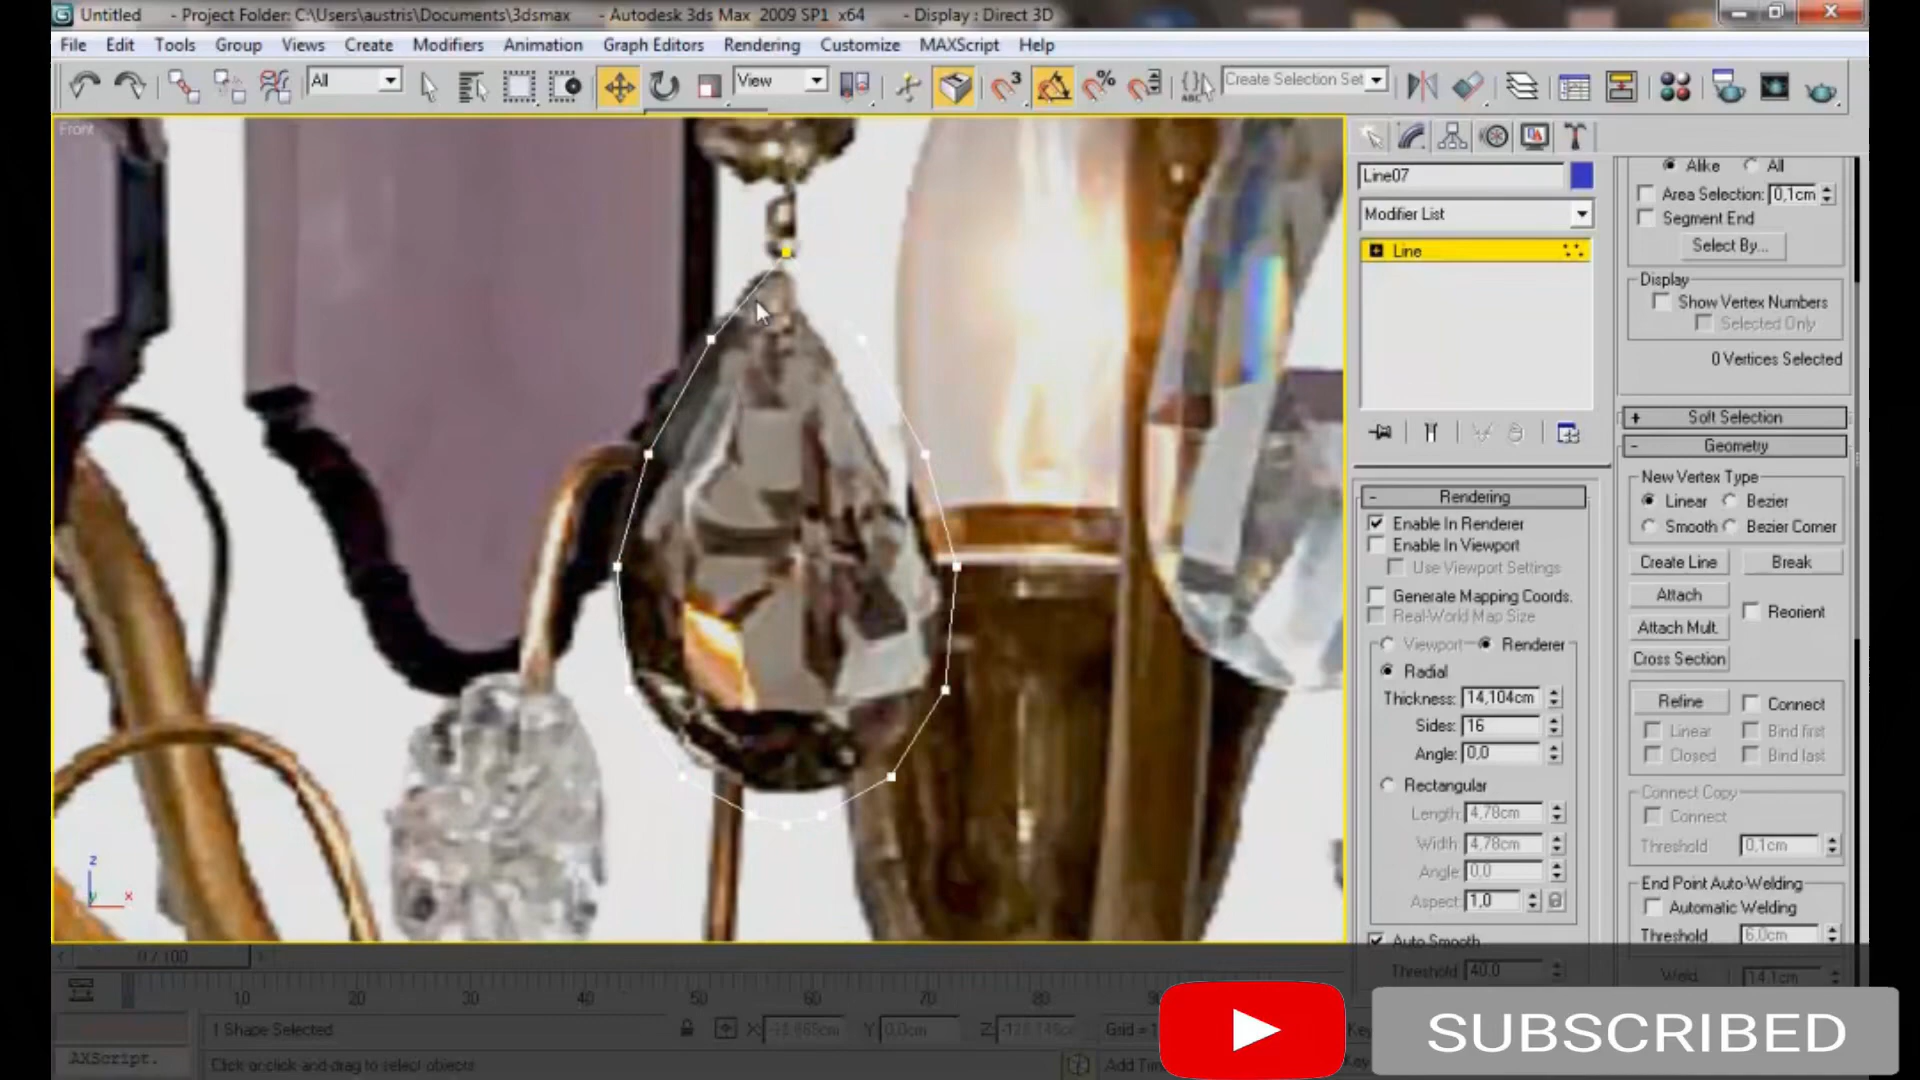 Untitled - Project Folder: C:\Users\austris\Documents\3dsmax - Autodesk 3ds Max 2009 SP1 x64 - Display : Direct 3D
File Edit Tools Group Views Create Modifiers Animation Graph Editors Rendering Customize MAXScript Help
All View 3 % ABC Create Selection Set
Front
Line07
Modifier List
Line
Alike All
Area Selection: 0,1cm
Segment End
Select By...
Display
Show Vertex Numbers
Selected Only
0 Vertices Selected
+ Soft Selection
- Geometry
New Vertex Type
Linear Bezier
Smooth Bezier Corner
Create Line Break
Attach
Reorient
Attach Mult.
Cross Section
Refine Connect
Linear Bind first
Closed Bind last
Connect Copy
Connect
Threshold 0,1cm
End Point Auto-Welding
Automatic Welding
Threshold 6,0cm
Weld 14,1cm
- Rendering
Enable In Renderer
Enable In Viewport
Use Viewport Settings
Generate Mapping Coords.
Real-World Map Size
Viewport Renderer
Radial
Thickness: 14,104cm
Sides: 16
Angle: 0,0
Rectangular
Length: 4,78cm
Width: 4,78cm
Angle: 0,0
Aspect: 1,0
Auto Smooth
Threshold: 40,0
z
y x
0 / 100
10 20 30 40 50 60 70 80
1 Shape Selected X: Y: 0,0cm Z: Grid = 1
AXScript. Click or click-and-drag to select objects Add Tim
SUBSCRIBED